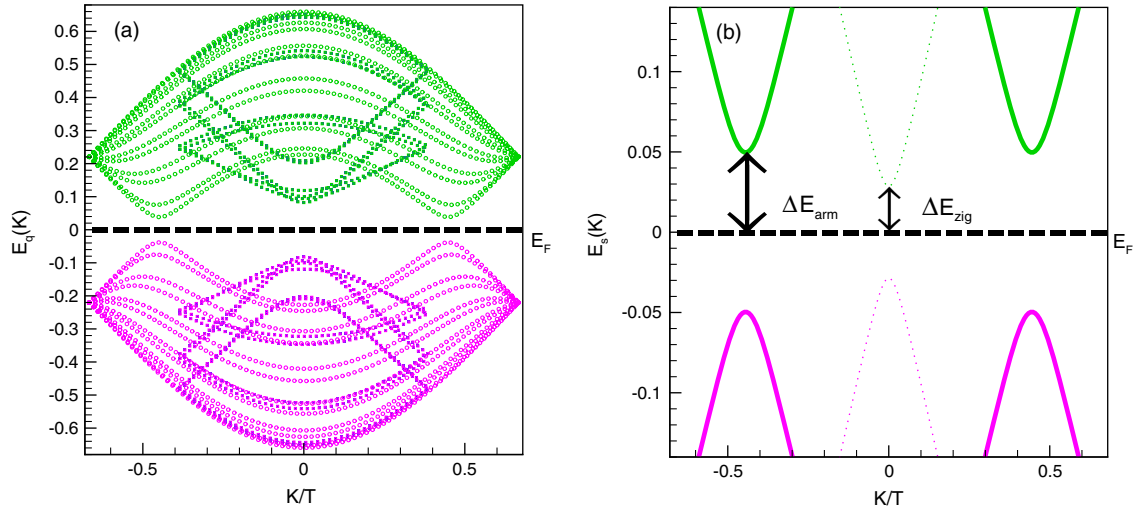 (a)
0.6
0.5
0.4
0.3
0.2
0.1
0
-0.1
-0.2
-0.3
-0.4
-0.5
-0.6
E_q(K)
-0.5 0 0.5
K/T
E_F
(b)
0.1
0.05
0
-0.05
-0.1
E_s(K)
ΔE_arm
ΔE_zig
E_F
-0.5 0 0.5
K/T